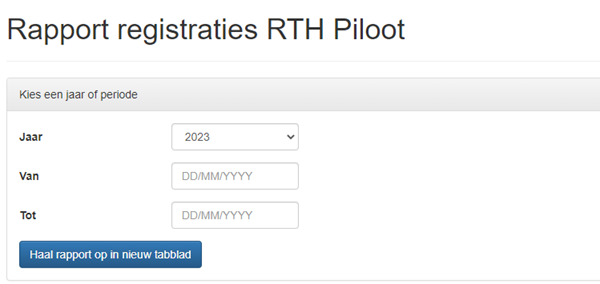 Rapport registraties RTH Piloot
Kies een jaar of periode
Jaar 2023
Van DD/MM/YYYY
Tot DD/MM/YYYY
Haal rapport op in nieuw tabblad